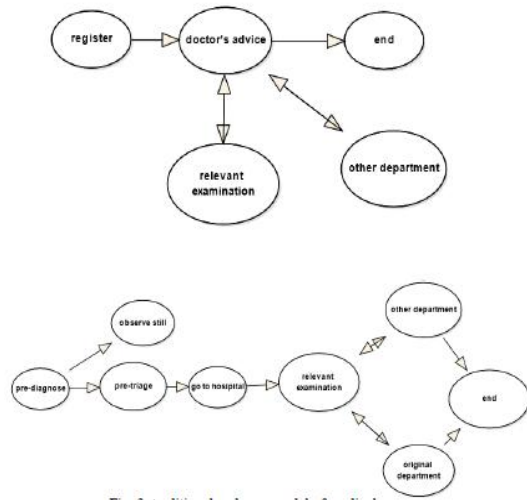 register
doctor's advice
end
relevant
examination
other department
other department
observe still
pre-diagnose
pre-triage
go to hospital
relevant
examination
end
original
department